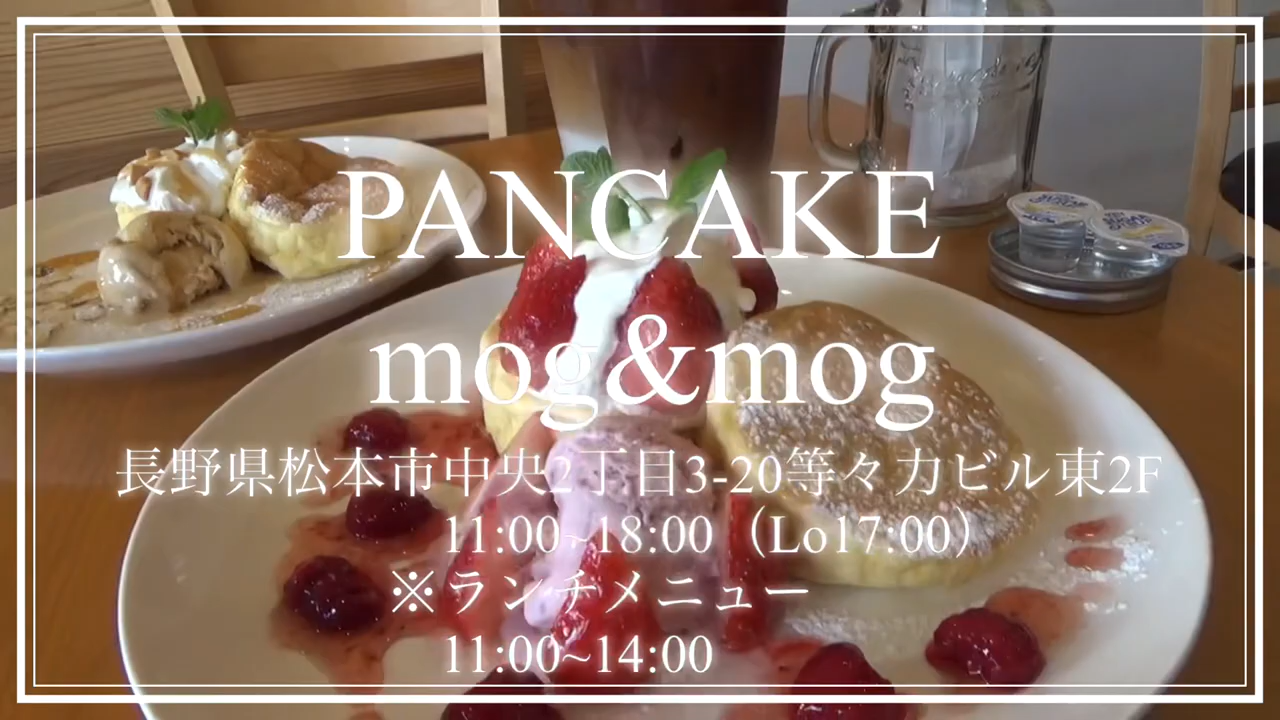 PANCAKE
mog&mog
長野県松本市中央2丁目3-20等々力ビル東2F
11:00~18:00（Lo17:00）
※ランチメニュー
11:00~14:00